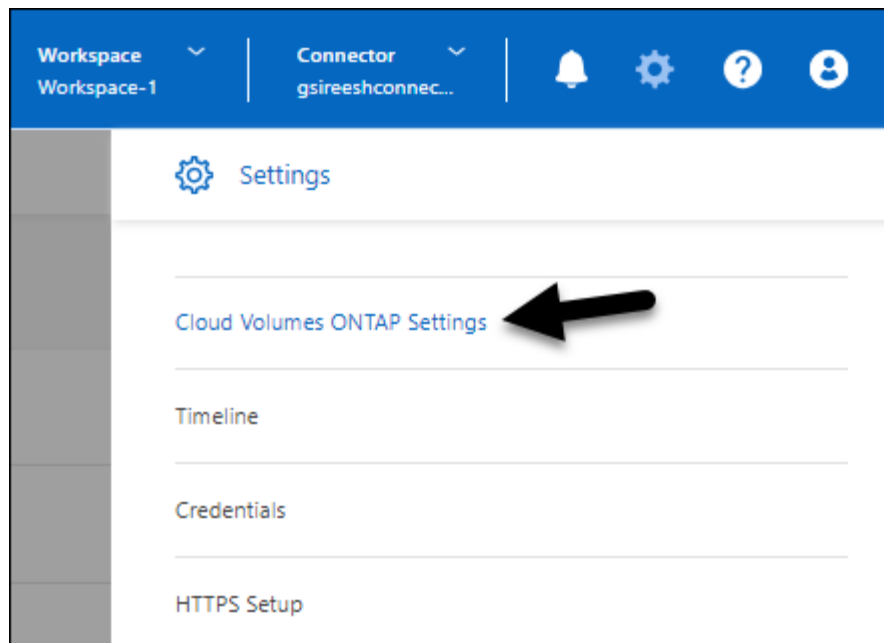 Workspace
Workspace-1
Connector
gsireeshconnec...
Settings
Cloud Volumes ONTAP Settings
Timeline
Credentials
HTTPS Setup